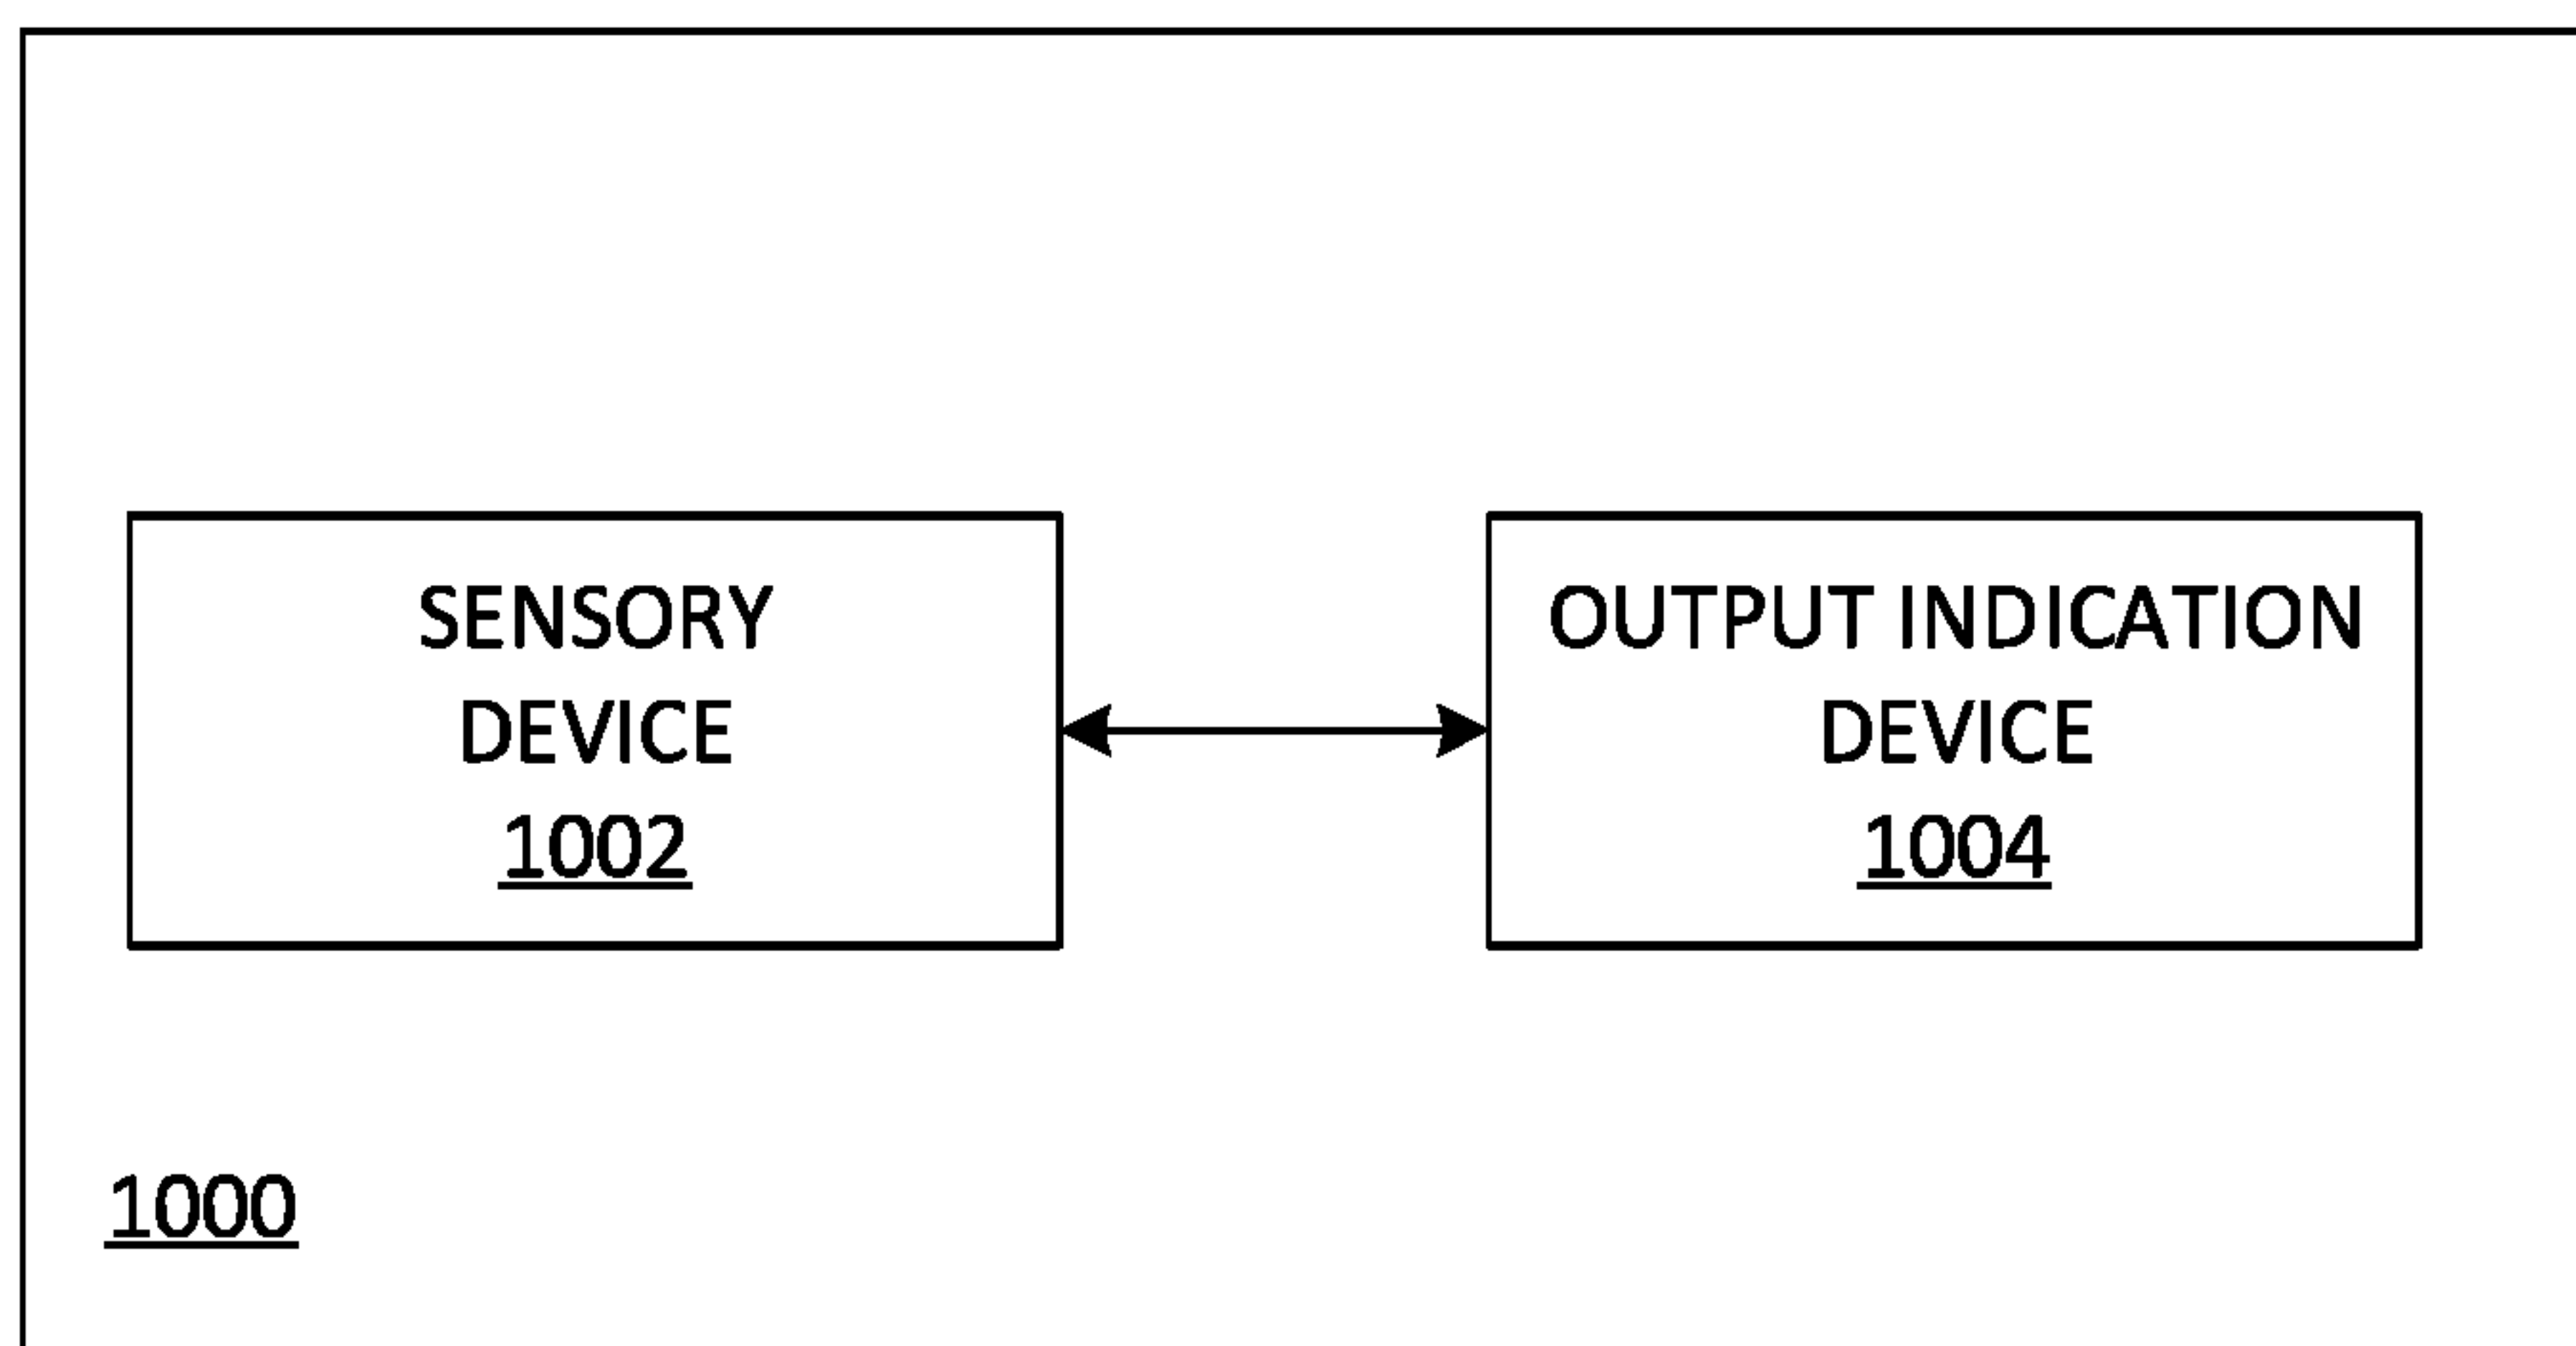 SENSORY
DEVICE
1002
OUTPUT INDICATION
DEVICE
1004
1000